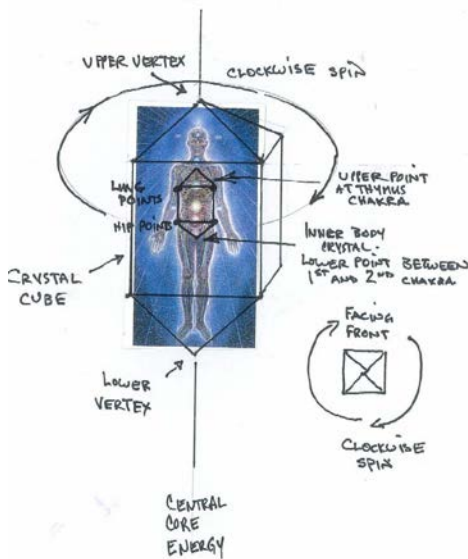 UPPER VERTEX
CLOCKWISE SPIN
LUNG
POINTS
UPPER POINT
AT THYMUS
CHAKRA
HIP POINT
INNER BODY
CRYSTAL.
LOWER POINT BETWEEN
1ST AND 2ND CHAKRA
CRYSTAL
CUBE
FACING
FRONT
LOWER
VERTEX
CLOCKWISE
SPIN
CENTRAL
CORE
ENERGY